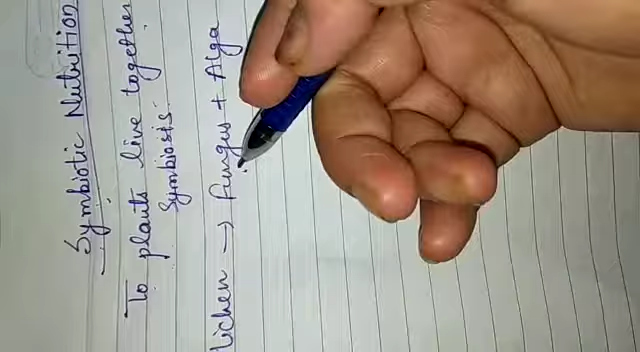 Symbiotic Nutrition
To plants live together
Symbiosis.
Lichen → Fungus + Alga